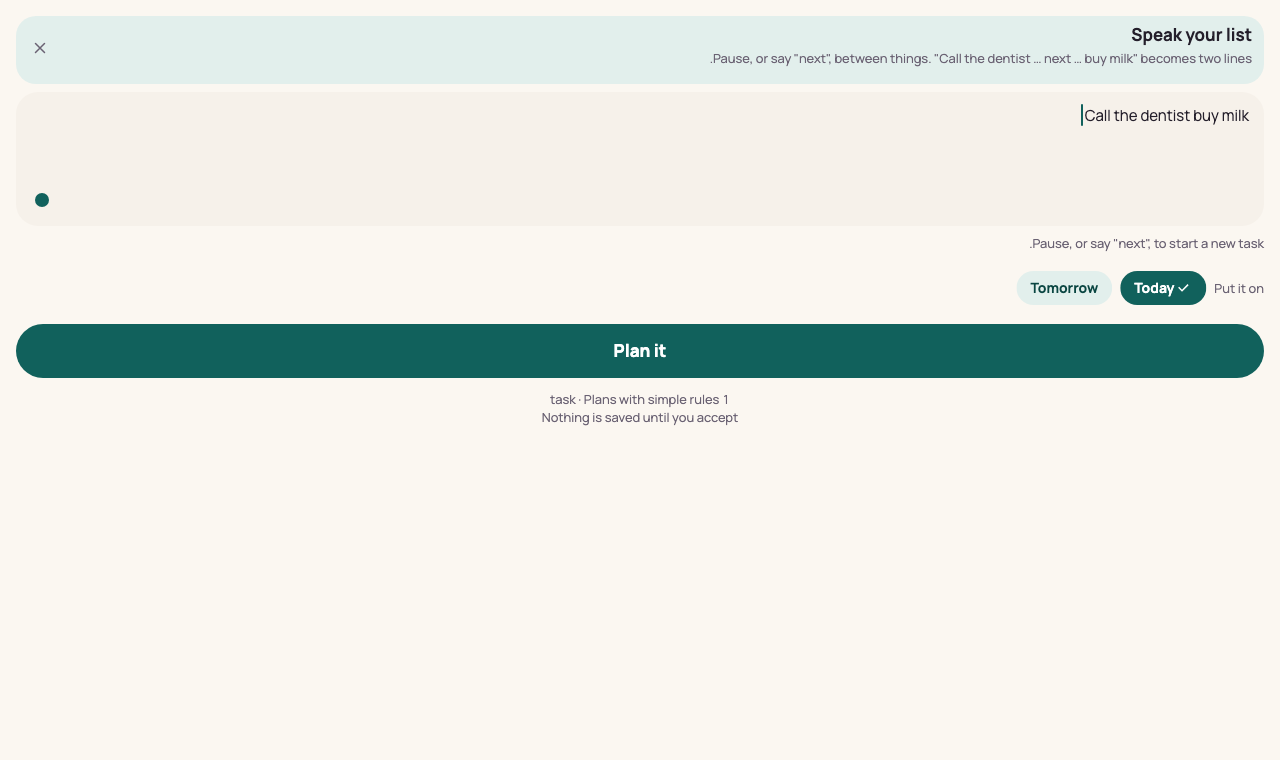 Speak your list
.Pause, or say "next", between things. "Call the dentist … next … buy milk" becomes two lines
Call the dentist buy milk
.Pause, or say "next", to start a new task
Put it on
Today
Tomorrow
Plan it
task · Plans with simple rules 1
Nothing is saved until you accept